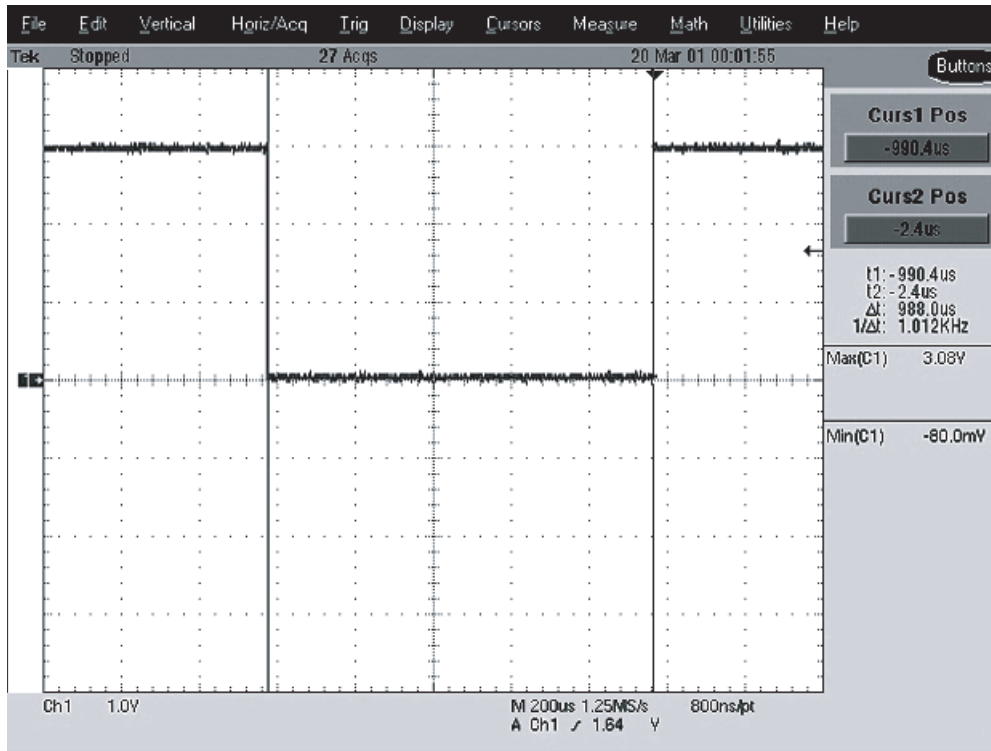 File Edit Vertical Horiz/Acq Trig Display Cursors Measure Math Utilities Help
Tek Stopped 27 Acqs 20 Mar 01 00:01:55
Buttons
Curs1 Pos
-990.4us
Curs2 Pos
-2.4us
t1: -990.4us
t2: -2.4us
Δt: 988.0us
1/Δt: 1.012KHz
Max(C1) 3.08V
Min(C1) -80.0mV
Ch1 1.0V M 200us 1.25MS/s 800ns/pt
A Ch1 1.64 V